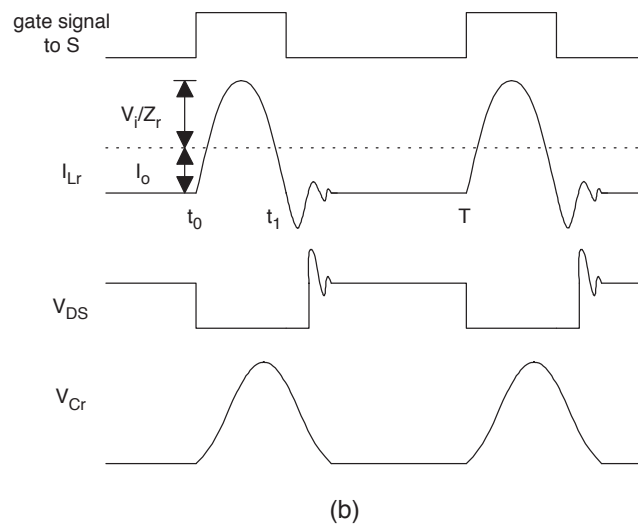 gate signal
to S
V_i/Z_r
I_o
I_Lr
t_0
t_1
T
V_DS
V_Cr
(b)